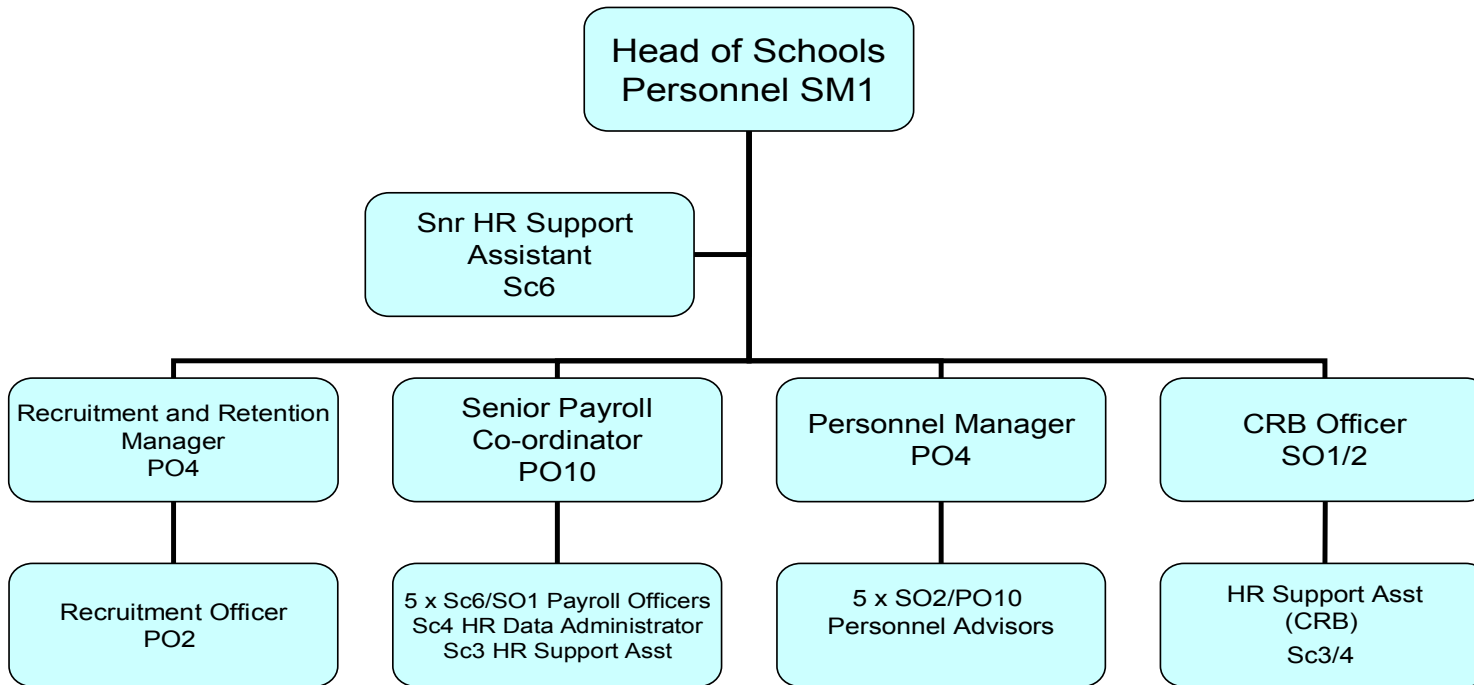 Head of Schools
Personnel SM1
Snr HR Support
Assistant
Sc6
Recruitment and Retention
Manager
PO4
Senior Payroll
Co-ordinator
PO10
Personnel Manager
PO4
CRB Officer
SO1/2
Recruitment Officer
PO2
5 x Sc6/SO1 Payroll Officers
Sc4 HR Data Administrator
Sc3 HR Support Asst
5 x SO2/PO10
Personnel Advisors
HR Support Asst
(CRB)
Sc3/4